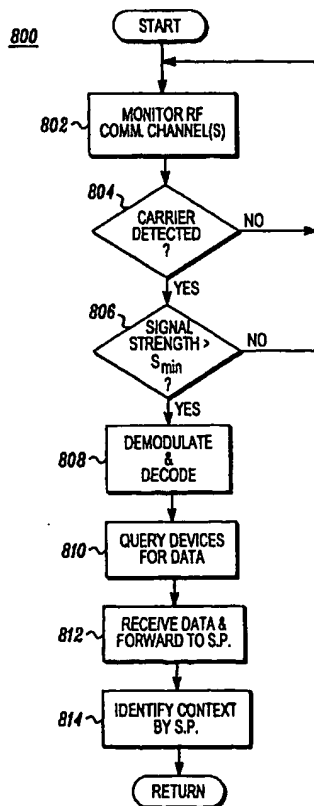 800
START
802
MONITOR RF
COMM. CHANNEL(S)
804
CARRIER
DETECTED
?
NO
YES
806
SIGNAL
STRENGTH >
Smin
?
NO
YES
808
DEMODULATE
&
DECODE
810
QUERY DEVICES
FOR DATA
812
RECEIVE DATA &
FORWARD TO S.P.
814
IDENTIFY CONTEXT
BY S.P.
RETURN